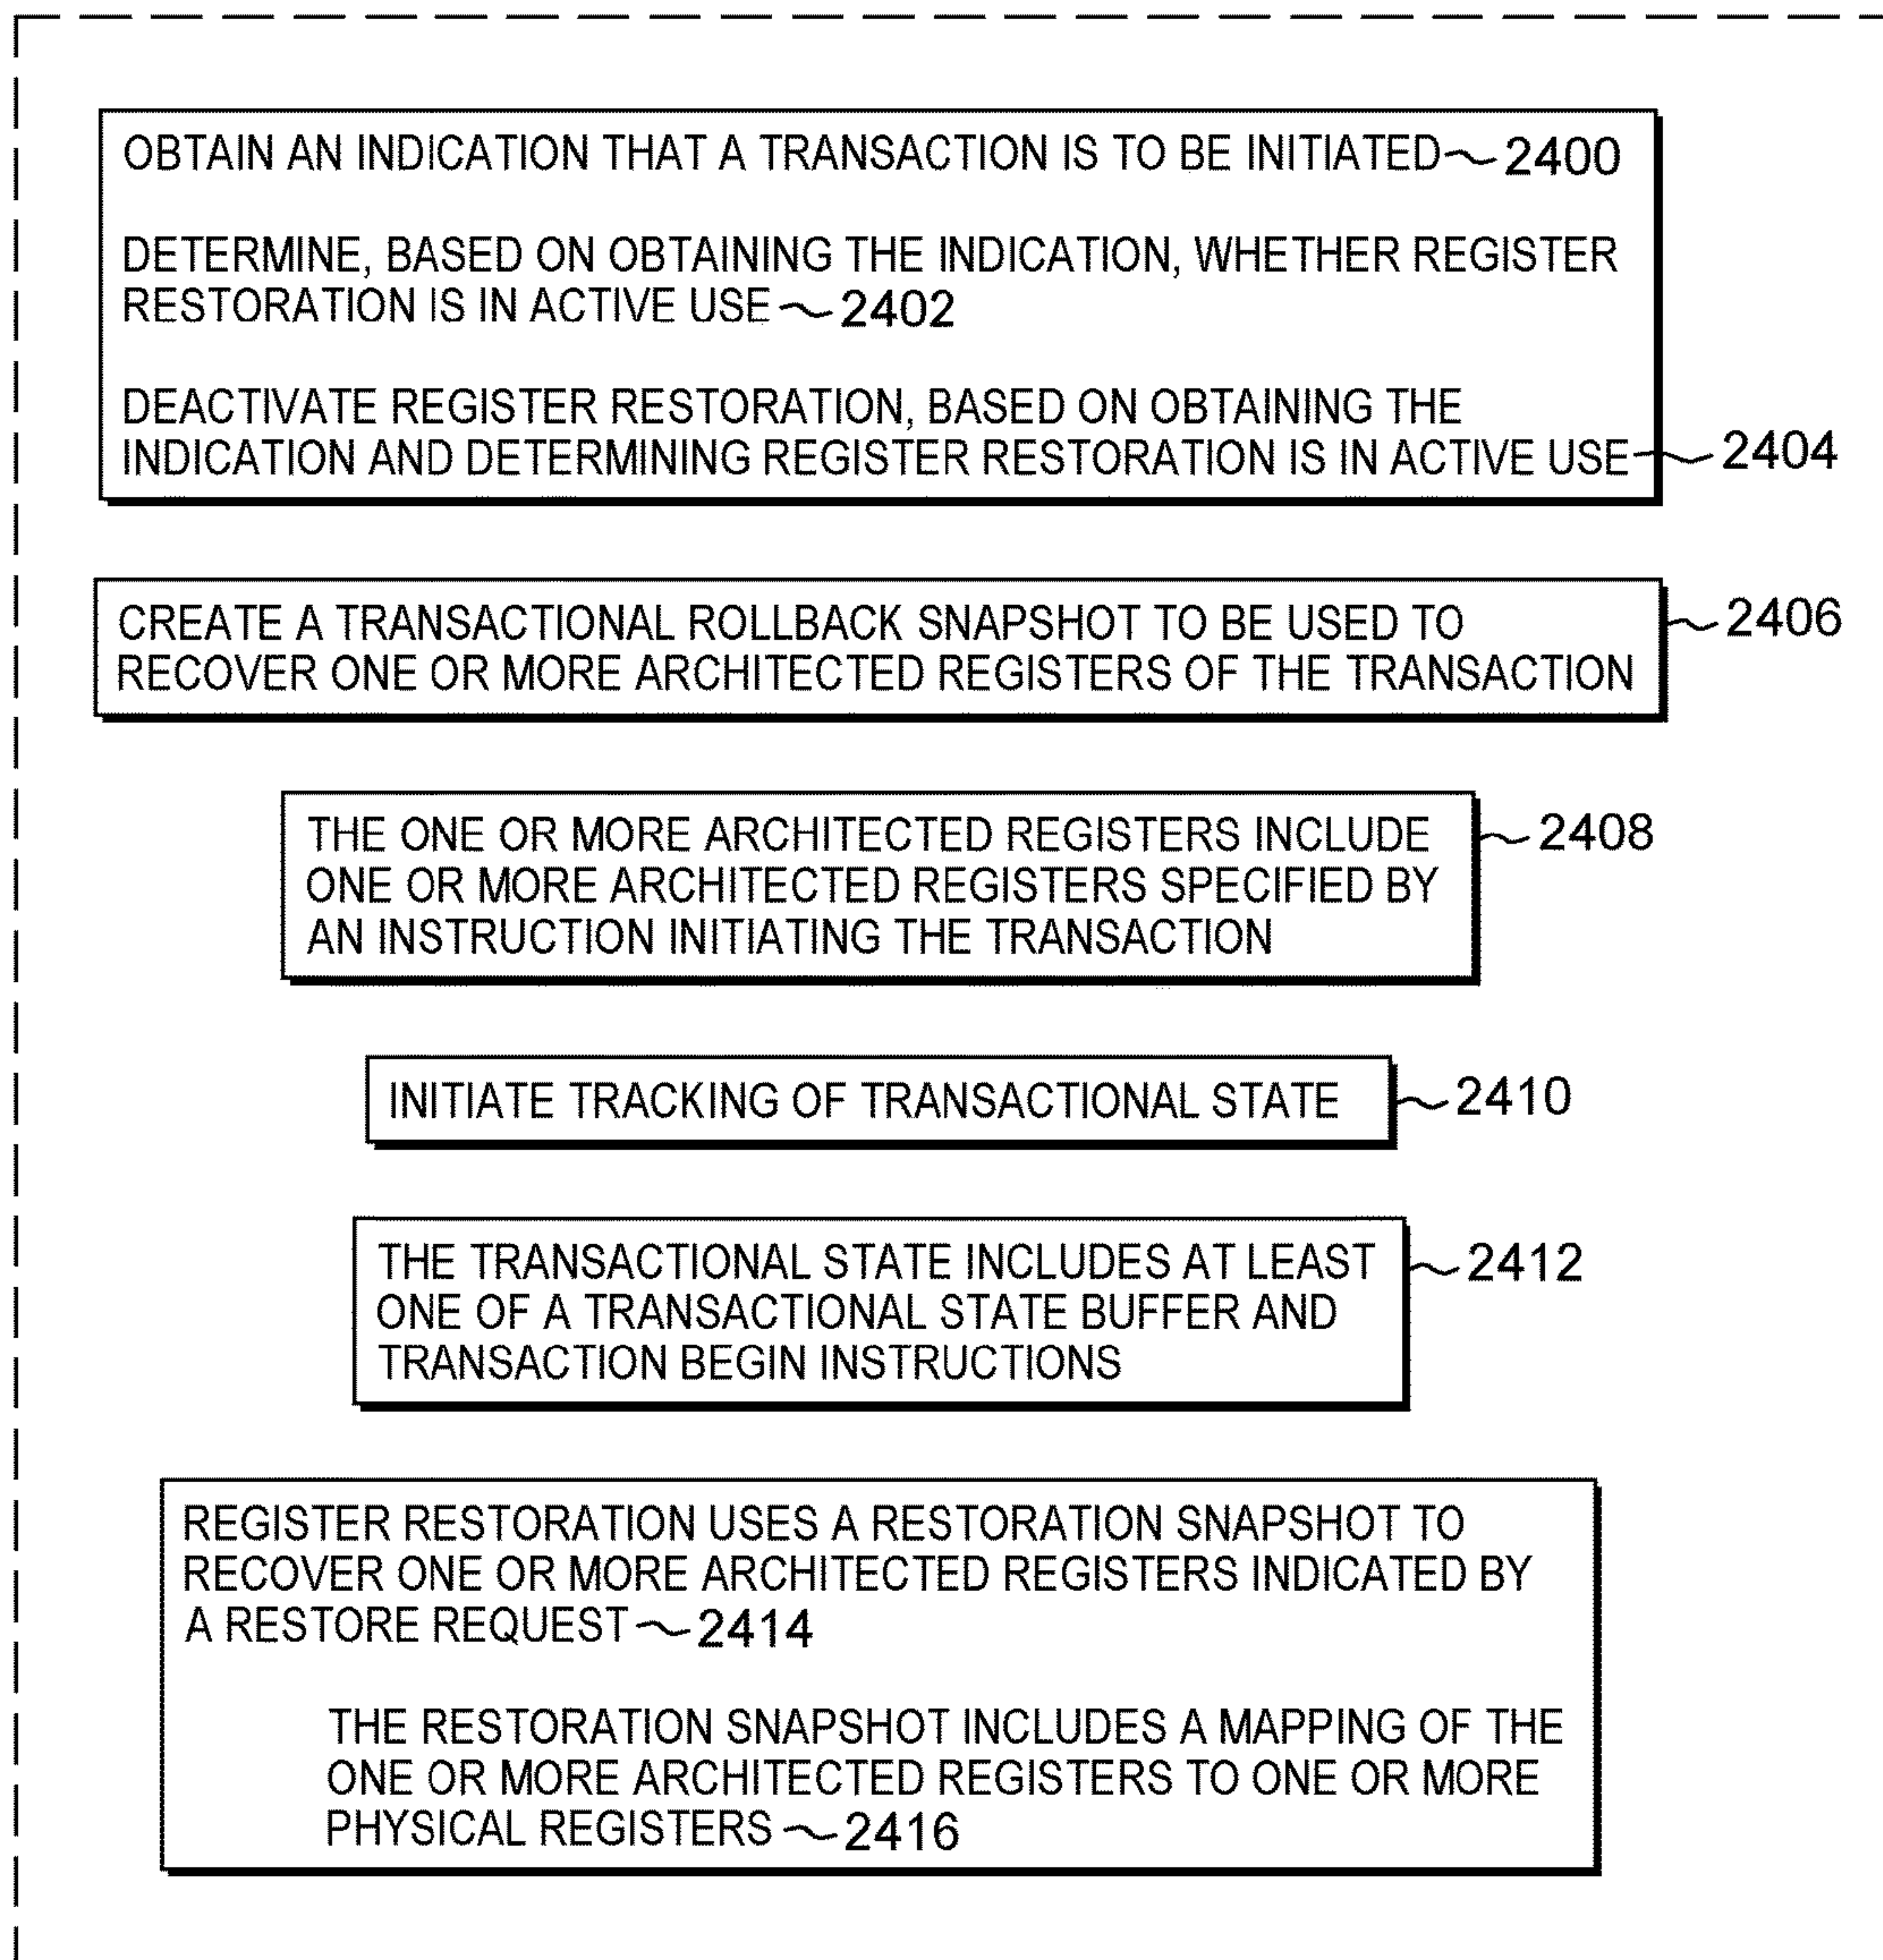 OBTAIN AN INDICATION THAT A TRANSACTION IS TO BE INITIATED 2400
DETERMINE, BASED ON OBTAINING THE INDICATION, WHETHER REGISTER
RESTORATION IS IN ACTIVE USE 2402
DEACTIVATE REGISTER RESTORATION, BASED ON OBTAINING THE
INDICATION AND DETERMINING REGISTER RESTORATION IS IN ACTIVE USE 2404
CREATE A TRANSACTIONAL ROLLBACK SNAPSHOT TO BE USED TO 2406
RECOVER ONE OR MORE ARCHITECTED REGISTERS OF THE TRANSACTION
THE ONE OR MORE ARCHITECTED REGISTERS INCLUDE 2408
ONE OR MORE ARCHITECTED REGISTERS SPECIFIED BY
AN INSTRUCTION INITIATING THE TRANSACTION
INITIATE TRACKING OF TRANSACTIONAL STATE 2410
THE TRANSACTIONAL STATE INCLUDES AT LEAST 2412
ONE OF A TRANSACTIONAL STATE BUFFER AND
TRANSACTION BEGIN INSTRUCTIONS
REGISTER RESTORATION USES A RESTORATION SNAPSHOT TO
RECOVER ONE OR MORE ARCHITECTED REGISTERS INDICATED BY
A RESTORE REQUEST 2414
THE RESTORATION SNAPSHOT INCLUDES A MAPPING OF THE
ONE OR MORE ARCHITECTED REGISTERS TO ONE OR MORE
PHYSICAL REGISTERS 2416